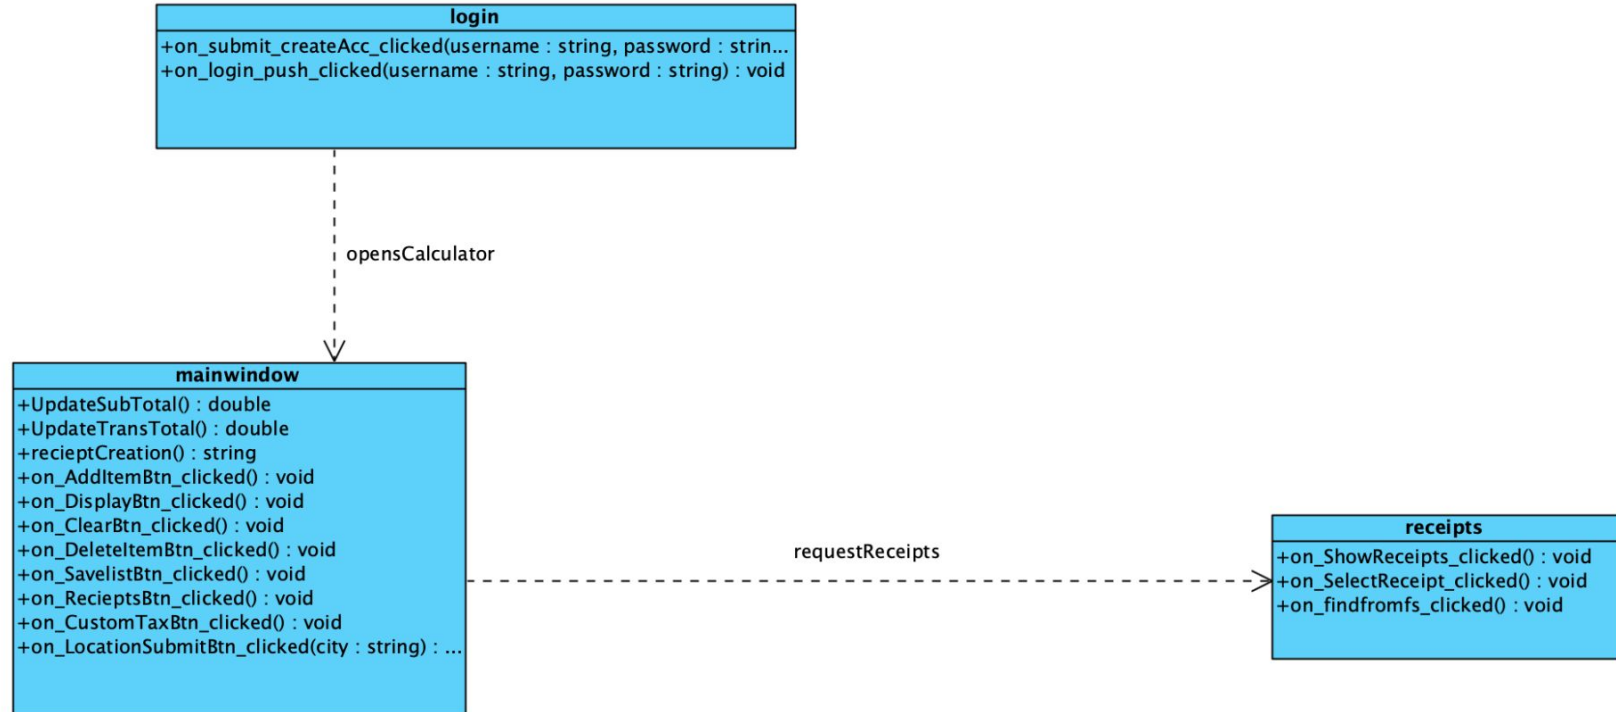 login
+on_submit_createAcc_clicked(username : string, password : strin...
+on_login_push_clicked(username : string, password : string) : void
opensCalculator
mainwindow
+UpdateSubTotal() : double
+UpdateTransTotal() : double
+recieptCreation() : string
+on_AddItemBtn_clicked() : void
+on_DisplayBtn_clicked() : void
+on_ClearBtn_clicked() : void
+on_DeleteItemBtn_clicked() : void
+on_SavelistBtn_clicked() : void
+on_RecieptsBtn_clicked() : void
+on_CustomTaxBtn_clicked() : void
+on_LocationSubmitBtn_clicked(city : string) : ...
requestReceipts
receipts
+on_ShowReceipts_clicked() : void
+on_SelectReceipt_clicked() : void
+on_findfromfs_clicked() : void